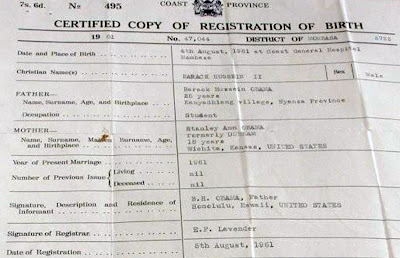 7s. 6d. No 495 COAST PROVINCE
CERTIFIED COPY OF REGISTRATION OF BIRTH
1961 No. 47,044 DISTRICT OF MOMBASA
Date and Place of Birth 4th August, 1961 at Coast General Hospital
Mombasa
Christian Name(s) BARACK HUSSEIN II Sex Male
FATHER— Barack Hussein OBAMA
Name, Surname, Age, and Birthplace 26 years
Kanyadhiang village, Nyanza Province
Occupation Student
MOTHER— Stanley Ann OBAMA
Name, Surname, Maiden Surname, Age, formerly DUNHAM
and Birthplace 18 years
Wichita, Kansas, UNITED STATES
Year of Present Marriage 1961
Number of Previous Issue Living nil
Deceased nil
Signature, Description and Residence of B.H. OBAMA, Father
Informant Honolulu, Hawaii, UNITED STATES
Signature of Registrar E.F. Lavender
Date of Registration 5th August, 1961